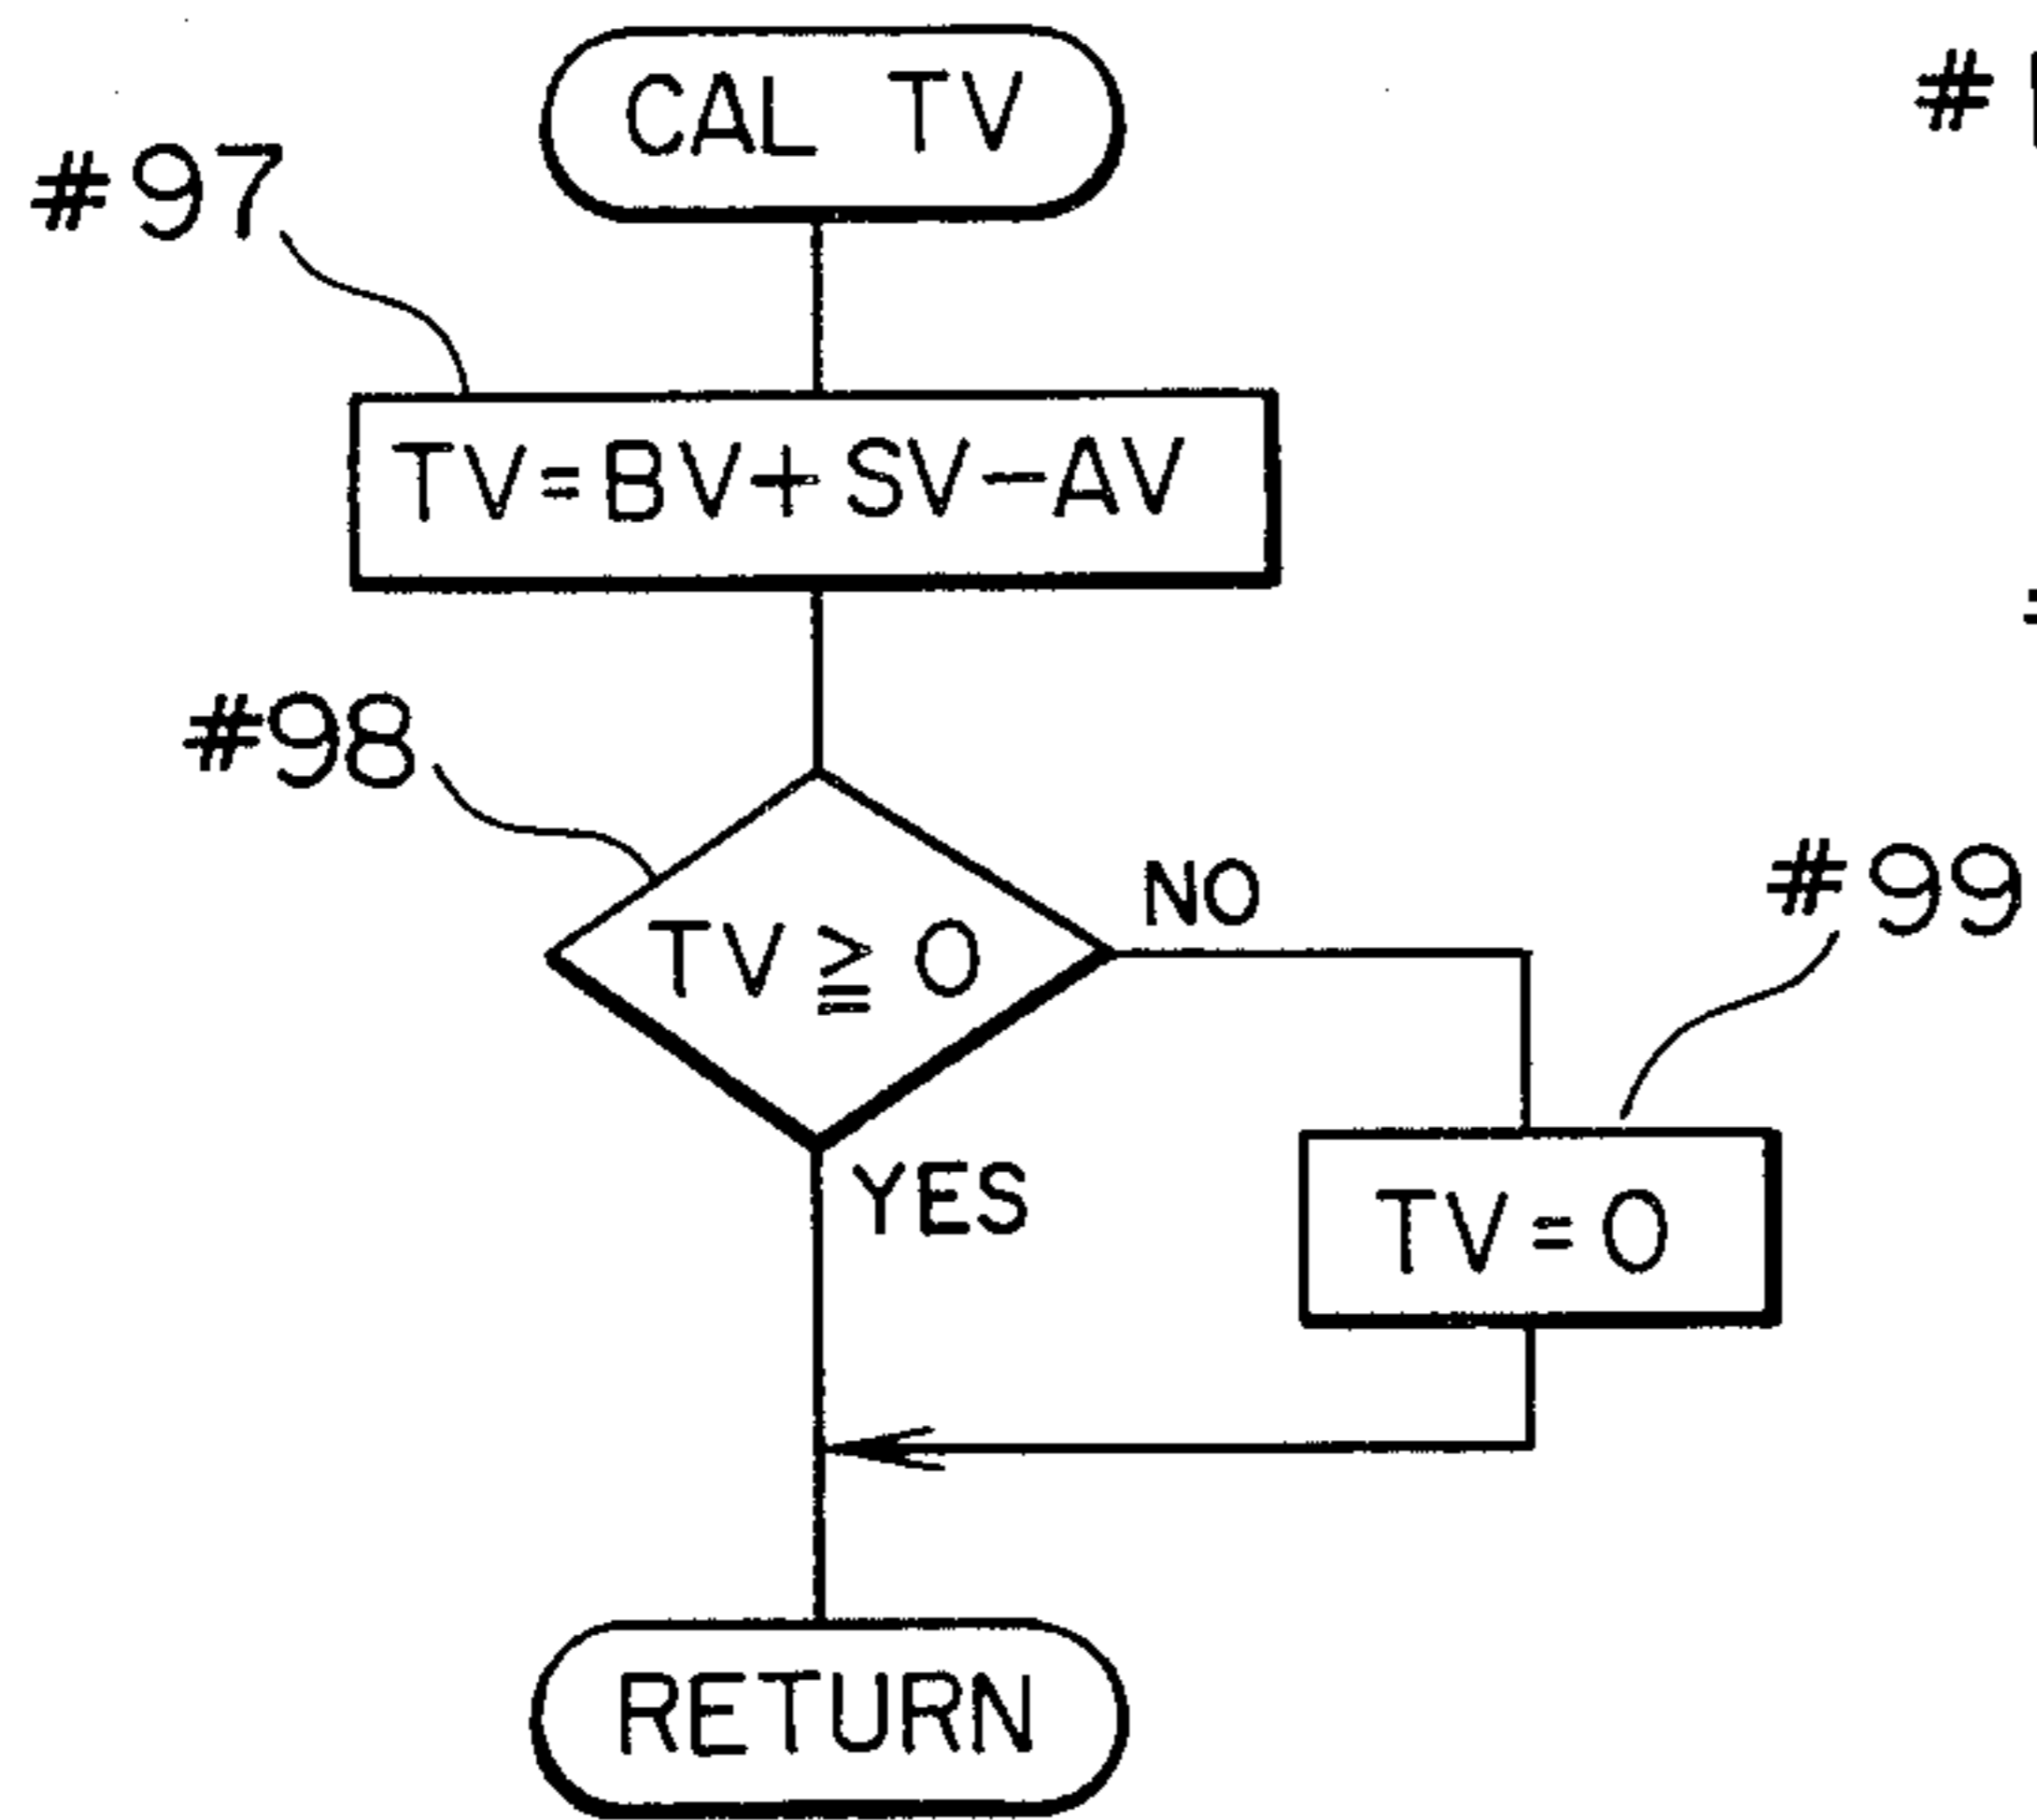 CAL TV
#97
TV=BV+SV-AV
#98
TV≧0
NO
#99
YES
TV=0
RETURN
#